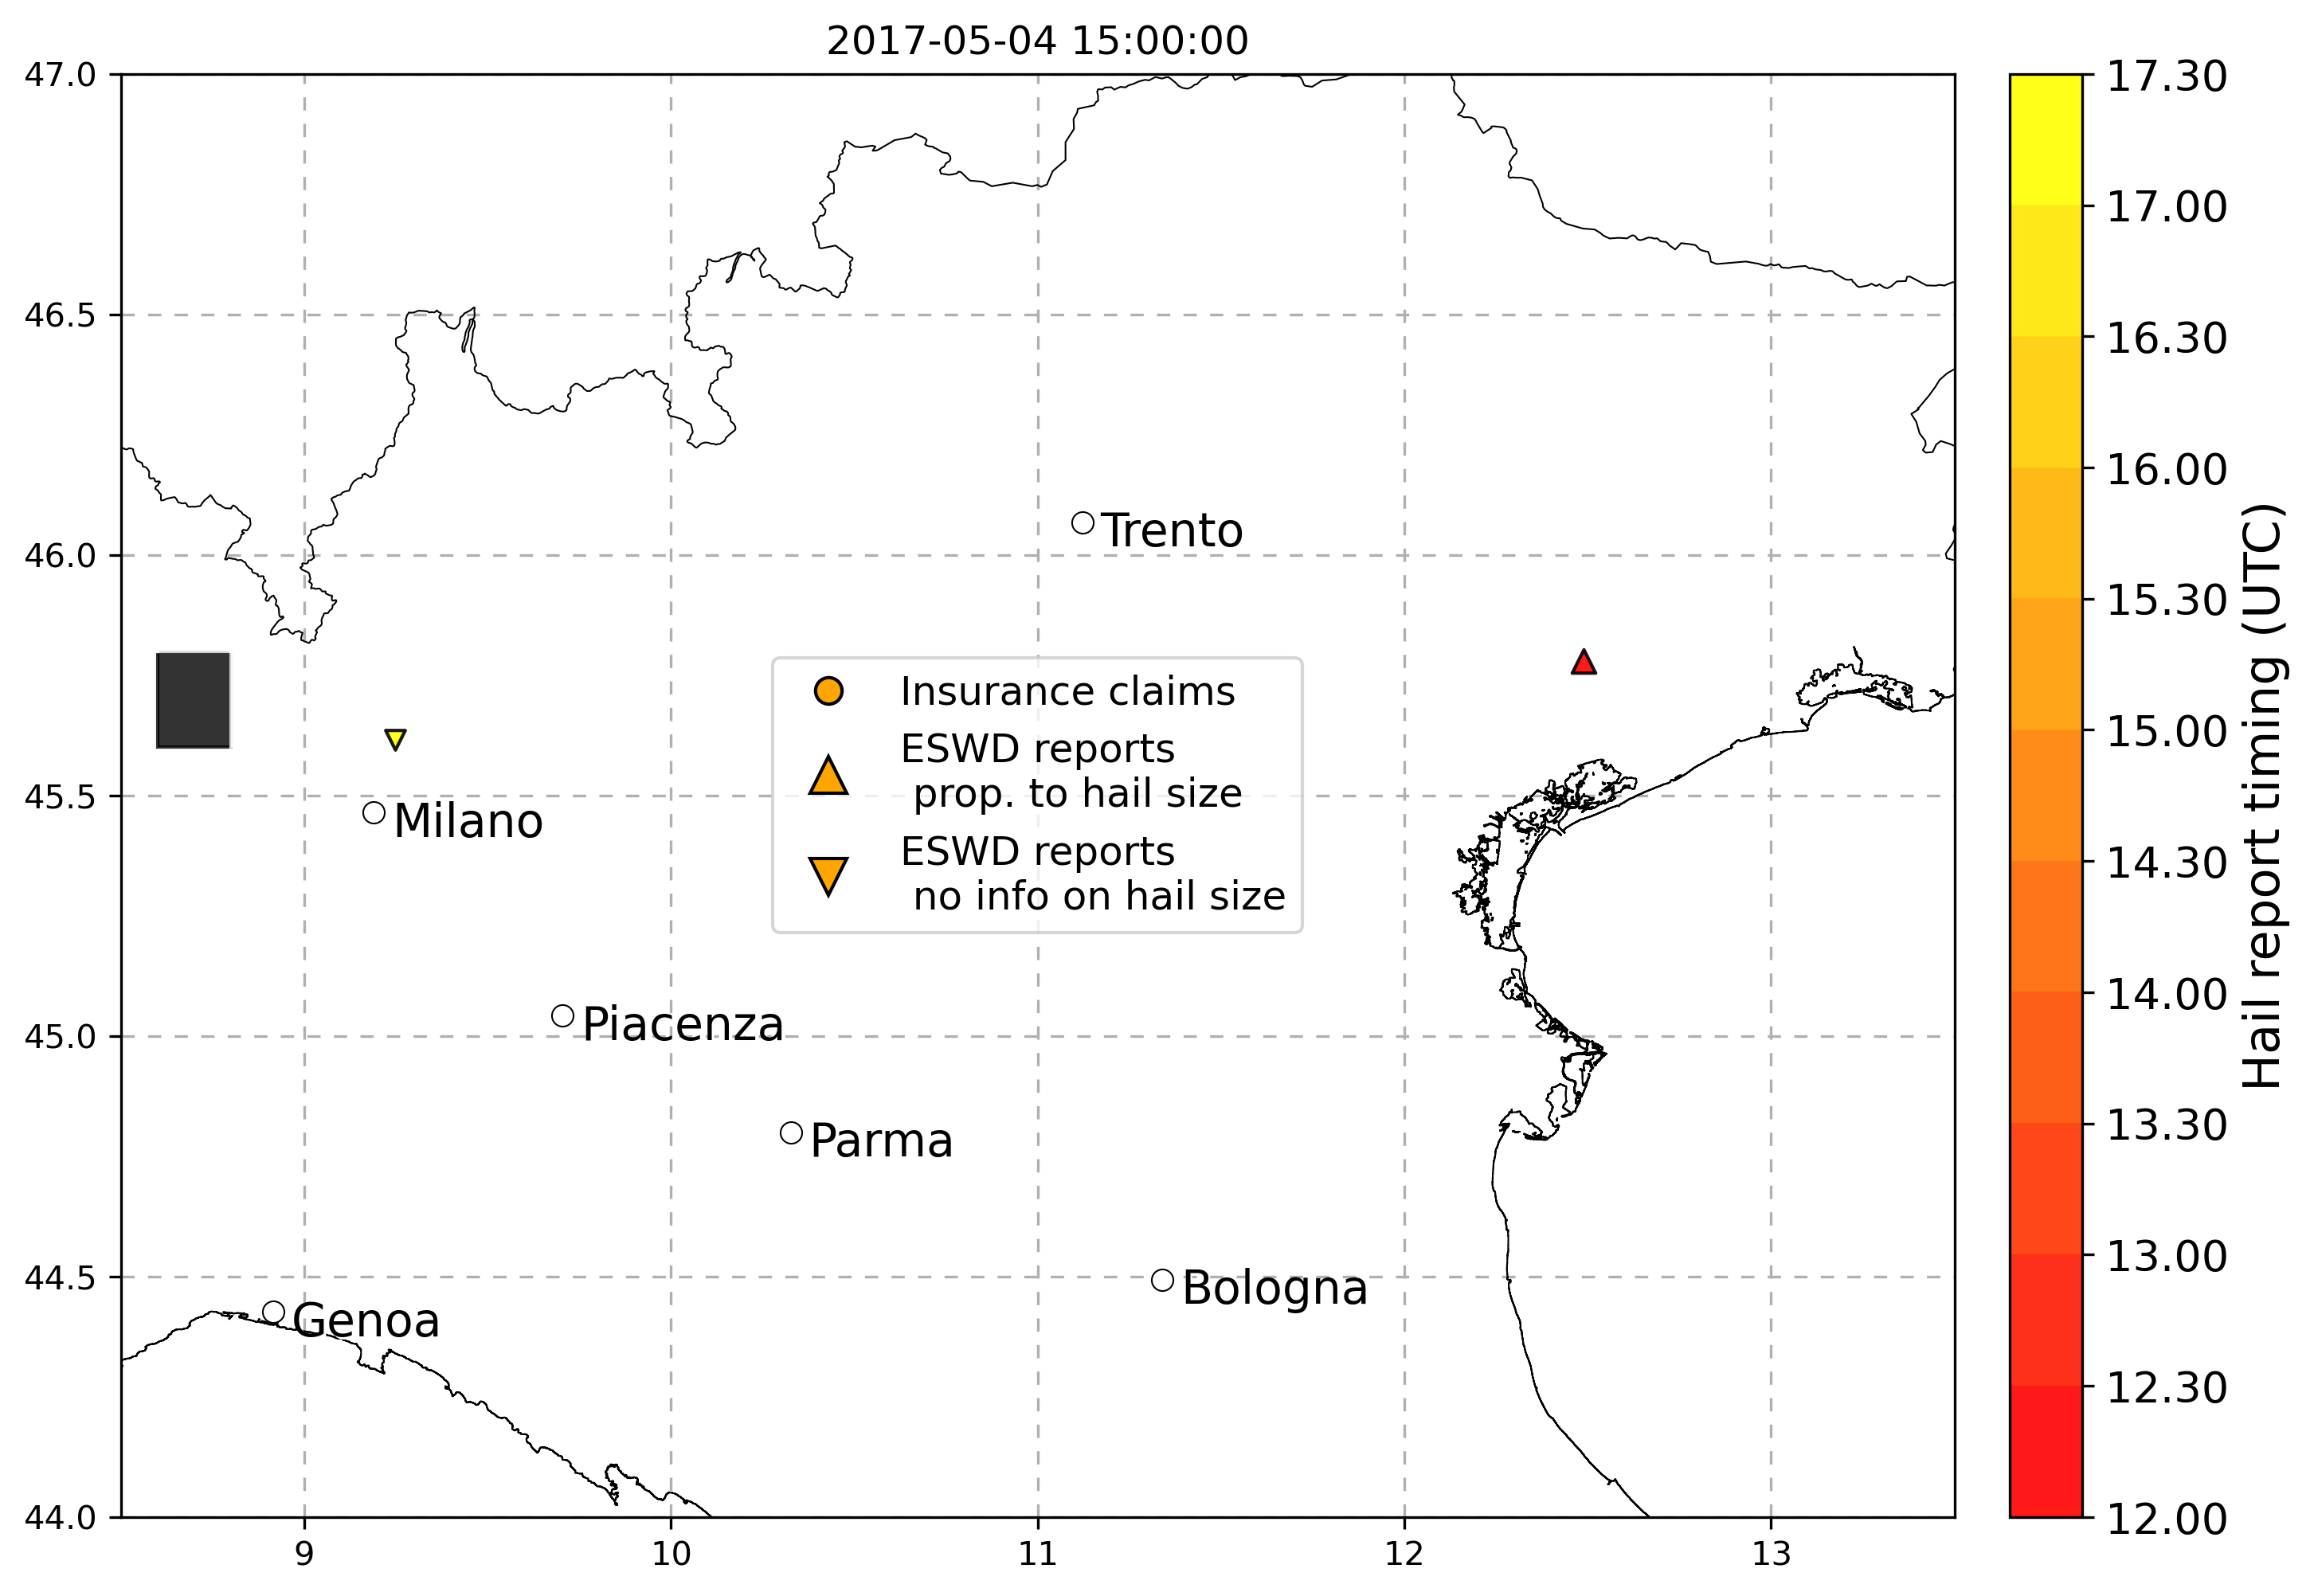 2017-05-04 15:00:00
47.0
46.5
46.0
45.5
45.0
44.5
44.0
9
10
11
12
13
Trento
Milano
Piacenza
Parma
Bologna
Genoa
Insurance claims
ESWD reports
prop. to hail size
ESWD reports
no info on hail size
17.30
17.00
16.30
16.00
15.30
15.00
14.30
14.00
13.30
13.00
12.30
12.00
Hail report timing (UTC)